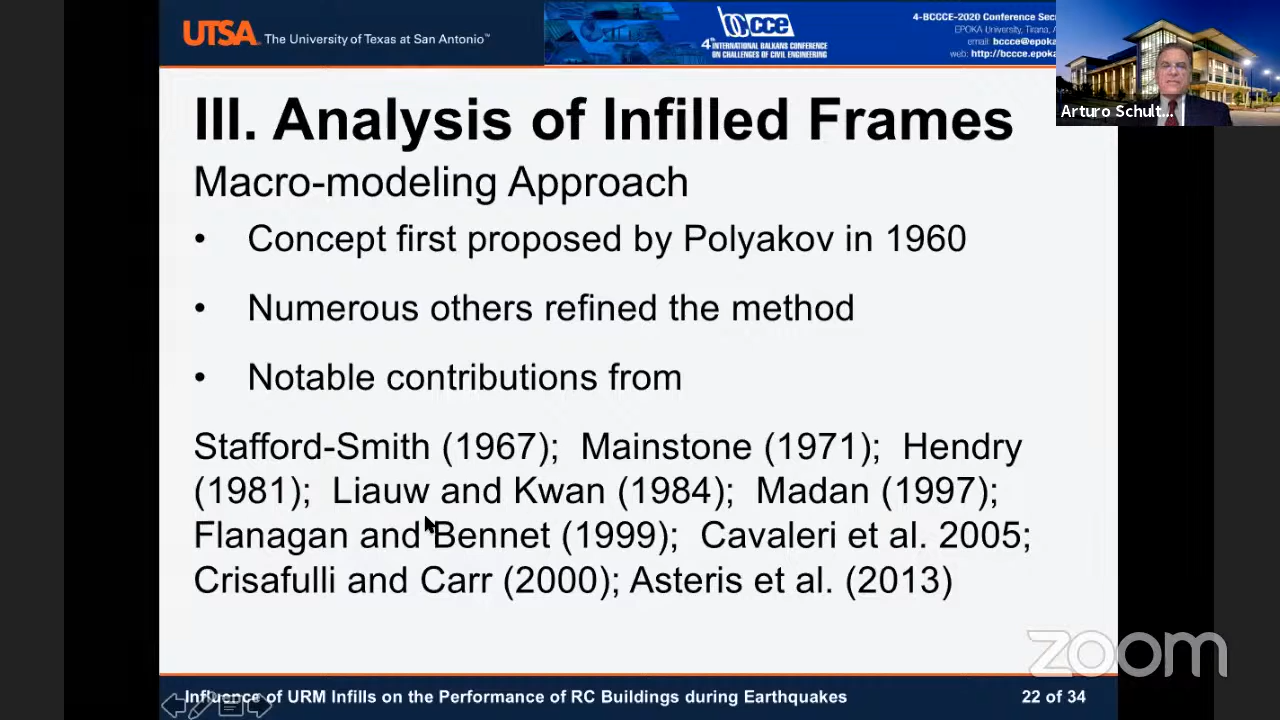 UTSA The University of Texas at San Antonio™
bccce
4th INTERNATIONAL BALKANS CONFERENCE
ON CHALLENGES OF CIVIL ENGINEERING
4-BCCCE-2020 Conference Sec
EPOKA University, Tirana, A
email: bccce@epoka
web: http://bccce.epoka
Arturo Schult...
III. Analysis of Infilled Frames
Macro-modeling Approach
• Concept first proposed by Polyakov in 1960
• Numerous others refined the method
• Notable contributions from
Stafford-Smith (1967); Mainstone (1971); Hendry
(1981); Liauw and Kwan (1984); Madan (1997);
Flanagan and Bennet (1999); Cavaleri et al. 2005;
Crisafulli and Carr (2000); Asteris et al. (2013)
zoom
Influence of URM Infills on the Performance of RC Buildings during Earthquakes
22 of 34